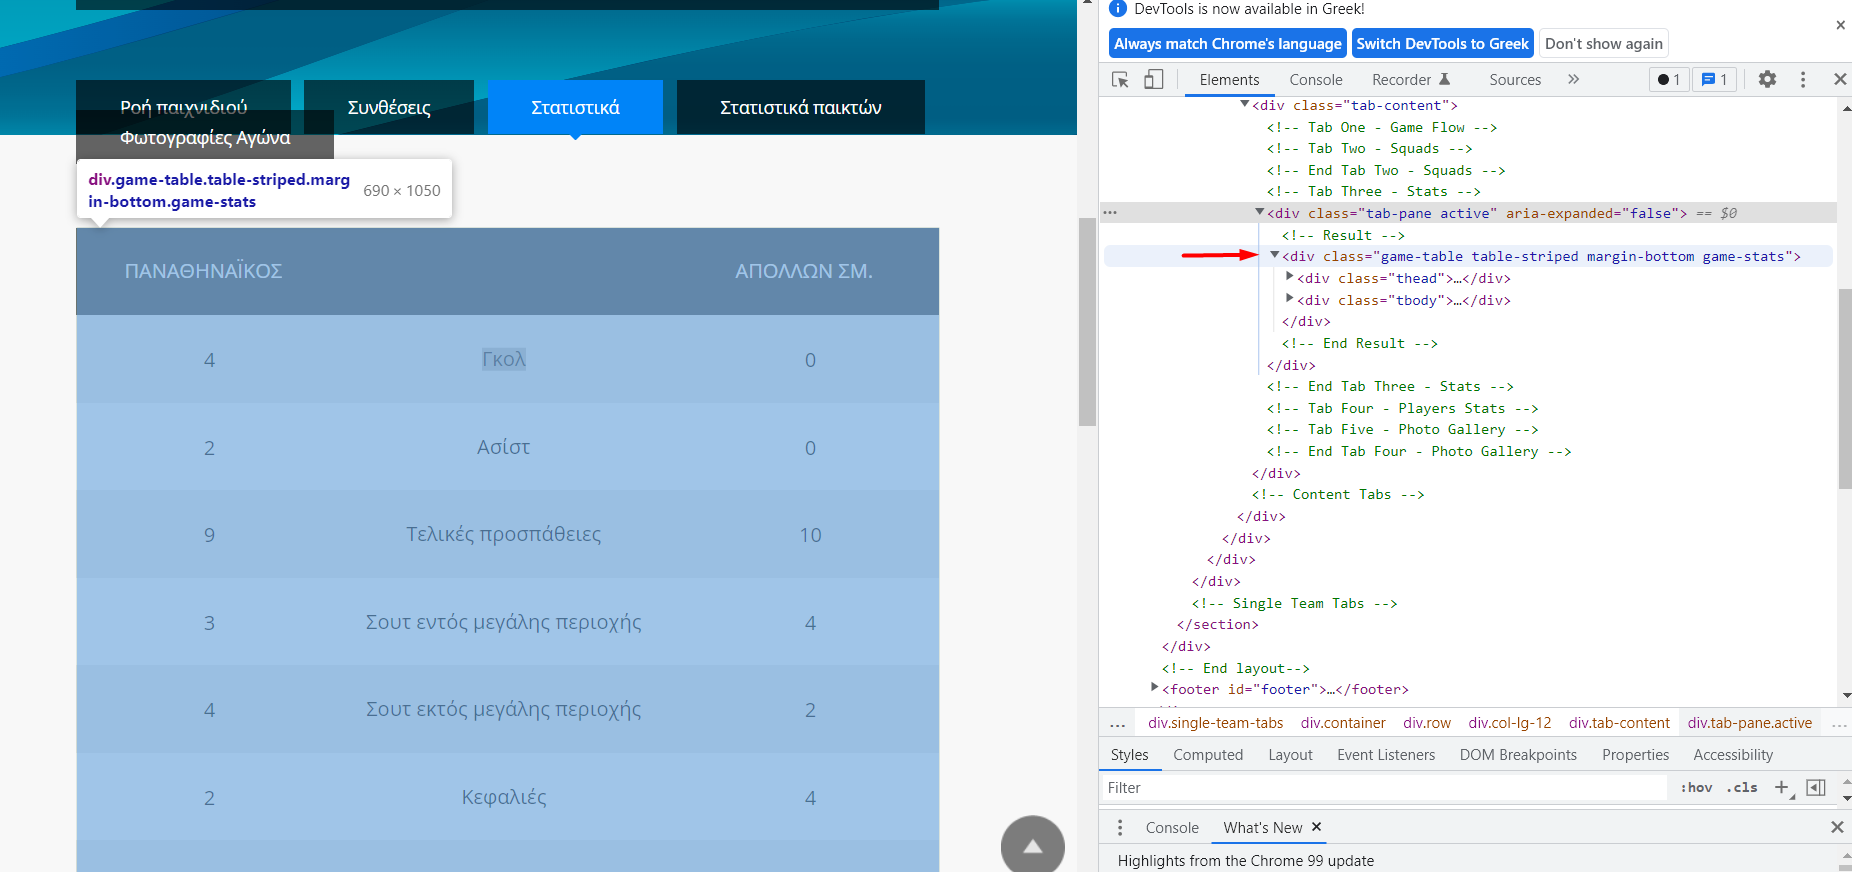 Ροή παιχνιδιού
Συνθέσεις
Στατιστικά
Στατιστικά παικτών
Φωτογραφίες Αγώνα
div.game-table.table-striped.marg
in-bottom.game-stats
690 × 1050
ΠΑΝΑΘΗΝΑΪΚΟΣ ΑΠΟΛΛΩΝ ΣΜ.
4 Γκολ 0
2 Ασίστ 0
9 Τελικές προσπάθειες 10
3 Σουτ εντός μεγάλης περιοχής 4
4 Σουτ εκτός μεγάλης περιοχής 2
2 Κεφαλιές 4
DevTools is now available in Greek!
Always match Chrome's language Switch DevTools to Greek Don't show again
Elements Console Recorder Sources » 1 1
<div class="tab-content">
<!-- Tab One - Game Flow -->
<!-- Tab Two - Squads -->
<!-- End Tab Two - Squads -->
<!-- Tab Three - Stats -->
<div class="tab-pane active" aria-expanded="false"> == $0
<!-- Result -->
<div class="game-table table-striped margin-bottom game-stats">
<div class="thead">…</div>
<div class="tbody">…</div>
</div>
<!-- End Result -->
</div>
<!-- End Tab Three - Stats -->
<!-- Tab Four - Players Stats -->
<!-- Tab Five - Photo Gallery -->
<!-- End Tab Four - Photo Gallery -->
</div>
<!-- Content Tabs -->
</div>
</div>
</div>
</div>
<!-- Single Team Tabs -->
</section>
</div>
<!-- End layout-->
<footer id="footer">…</footer>
... div.single-team-tabs div.container div.row div.col-lg-12 div.tab-content div.tab-pane.active ...
Styles Computed Layout Event Listeners DOM Breakpoints Properties Accessibility
Filter :hov .cls +
Console What's New ×
Highlights from the Chrome 99 update